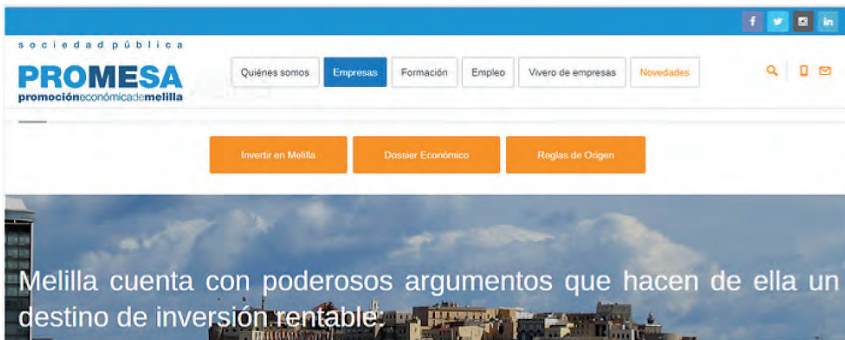 sociedad pública
PROMESA
promocióneconómicademelilla
Quiénes somos
Empresas
Formación
Empleo
Vivero de empresas
Novedades
Invertir en Melilla
Dossier Económico
Reglas de Origen
Melilla cuenta con poderosos argumentos que hacen de ella un
destino de inversión rentable: